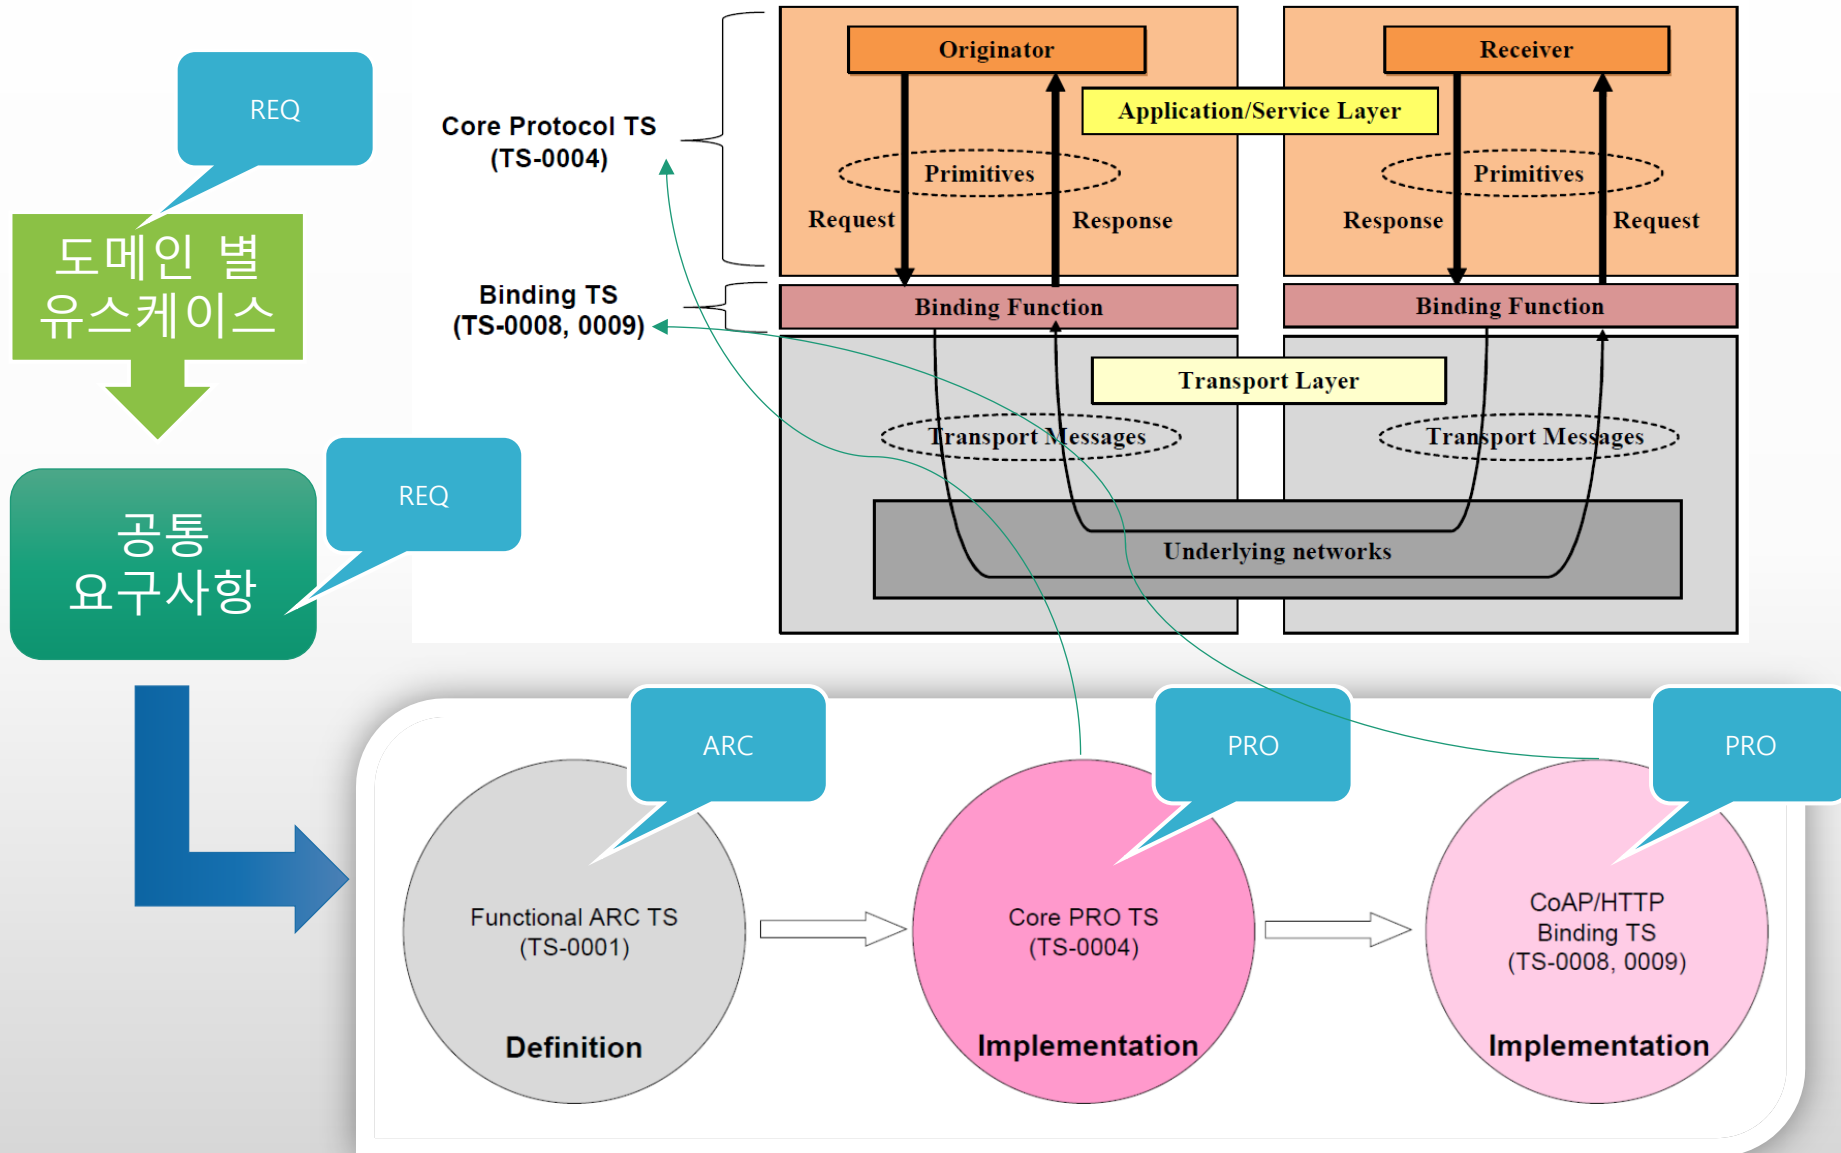 REQ
도메인 별
유스케이스
REQ
공통
요구사항
Core Protocol TS
(TS-0004)
Binding TS
(TS-0008, 0009)
Originator
Receiver
Application/Service Layer
Primitives
Primitives
Request
Response
Response
Request
Binding Function
Binding Function
Transport Layer
Transport Messages
Transport Messages
Underlying networks
ARC
PRO
PRO
Functional ARC TS
(TS-0001)
Definition
Core PRO TS
(TS-0004)
Implementation
CoAP/HTTP
Binding TS
(TS-0008, 0009)
Implementation